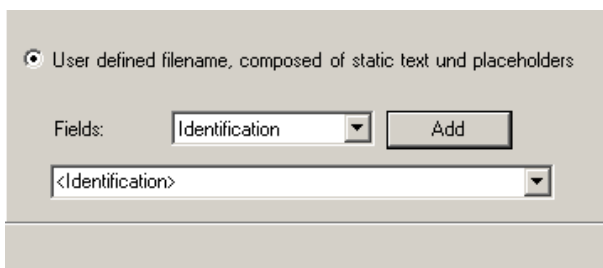 User defined filename, composed of static text und placeholders
Fields: Identification Add
<Identification>